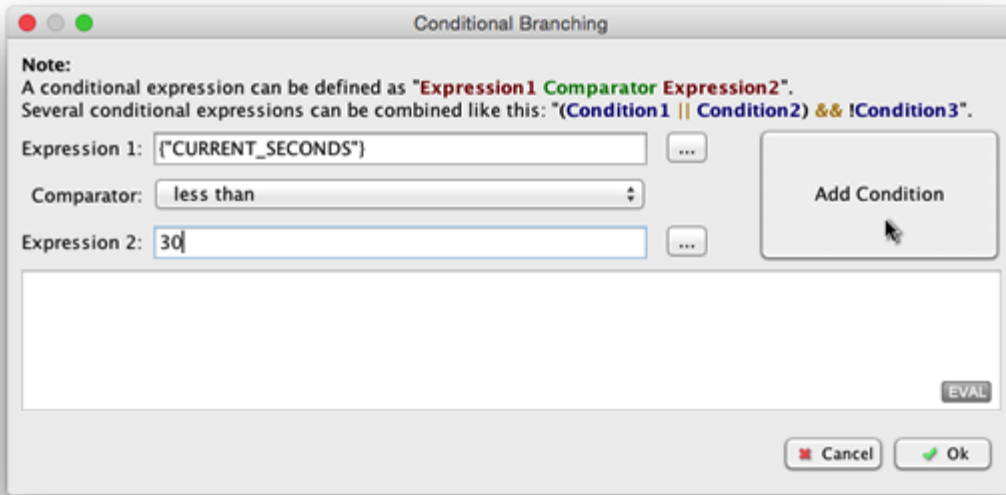 Conditional Branching
Note:
A conditional expression can be defined as "Expression1 Comparator Expression2".
Several conditional expressions can be combined like this: "(Condition1 || Condition2) && !Condition3".
Expression 1: {"CURRENT_SECONDS"} ...
Add Condition
Comparator: less than
Expression 2: 30 ...
EVAL
Cancel Ok